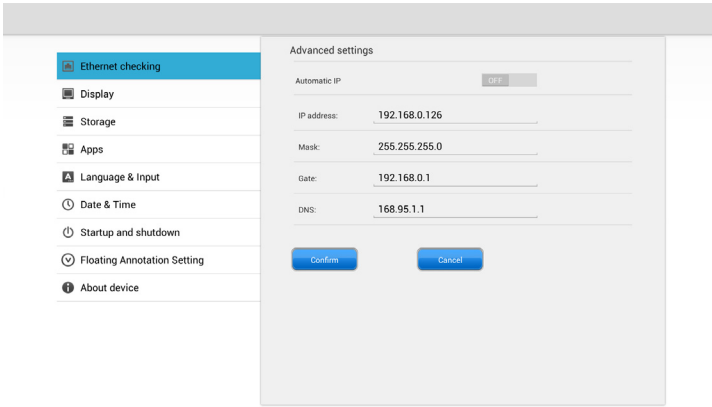 Ethernet checking
Display
Storage
Apps
Language & Input
Date & Time
Startup and shutdown
Floating Annotation Setting
About device
Advanced settings
Automatic IP OFF
IP address: 192.168.0.126
Mask: 255.255.255.0
Gate: 192.168.0.1
DNS: 168.95.1.1
Confirm Cancel